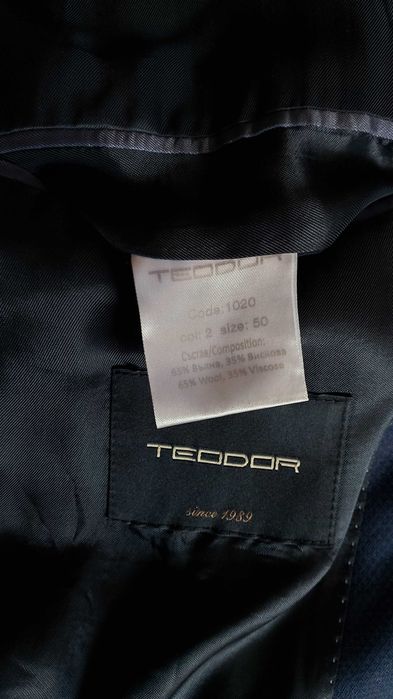 TEODOR
Code: 1020
col: 2 size: 50
Състав/Composition:
65% Вълна, 35% Вискоза
65% Wool, 35% Viscose
TEODOR
since 1989